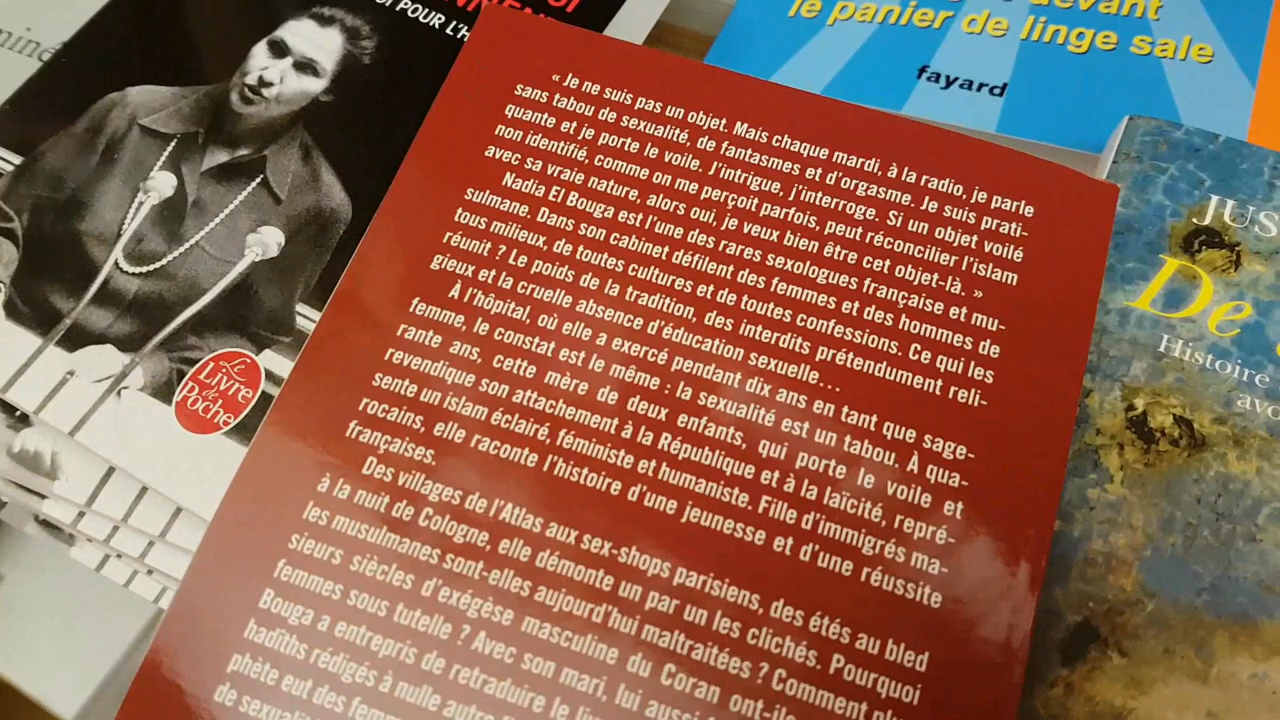 POUR L'H
Le
Livre
de
Poche
devant
le panier de linge sale
fayard
« Je ne suis pas un objet. Mais chaque mardi, à la radio, je parle
sans tabou de sexualité, de fantasmes et d'orgasme. Je suis prati-
quante et je porte le voile. J'intrigue, j'interroge. Si un objet voilé
non identifié, comme on me perçoit parfois, peut réconcilier l'islam
avec sa vraie nature, alors oui, je veux bien être cet objet-là. »
Nadia El Bouga est l'une des rares sexologues française et mu-
sulmane. Dans son cabinet défilent des femmes et des hommes de
tous milieux, de toutes cultures et de toutes confessions. Ce qui les
réunit ? Le poids de la tradition, des interdits prétendument reli-
gieux et la cruelle absence d'éducation sexuelle…
À l'hôpital, où elle a exercé pendant dix ans en tant que sage-
femme, le constat est le même : la sexualité est un tabou. À qua-
rante ans, cette mère de deux enfants, qui porte le voile et
revendique son attachement à la République et à la laïcité, repré-
sente un islam éclairé, féministe et humaniste. Fille d'immigrés ma-
rocains, elle raconte l'histoire d'une jeunesse et d'une réussite
françaises.
Des villages de l'Atlas aux sex-shops parisiens, des étés au bled
à la nuit de Cologne, elle démonte un par un les clichés. Pourquoi
les musulmanes sont-elles aujourd'hui maltraitées ? Comment plu-
sieurs siècles d'exégèse masculine du Coran ont-ils
femmes sous tutelle ? Avec son mari, lui aussi
Bouga a entrepris de retraduire le
hadîths rédigés à nulle autre
phète eut des femm
de sexuali
JUS
De
Histoire
avo